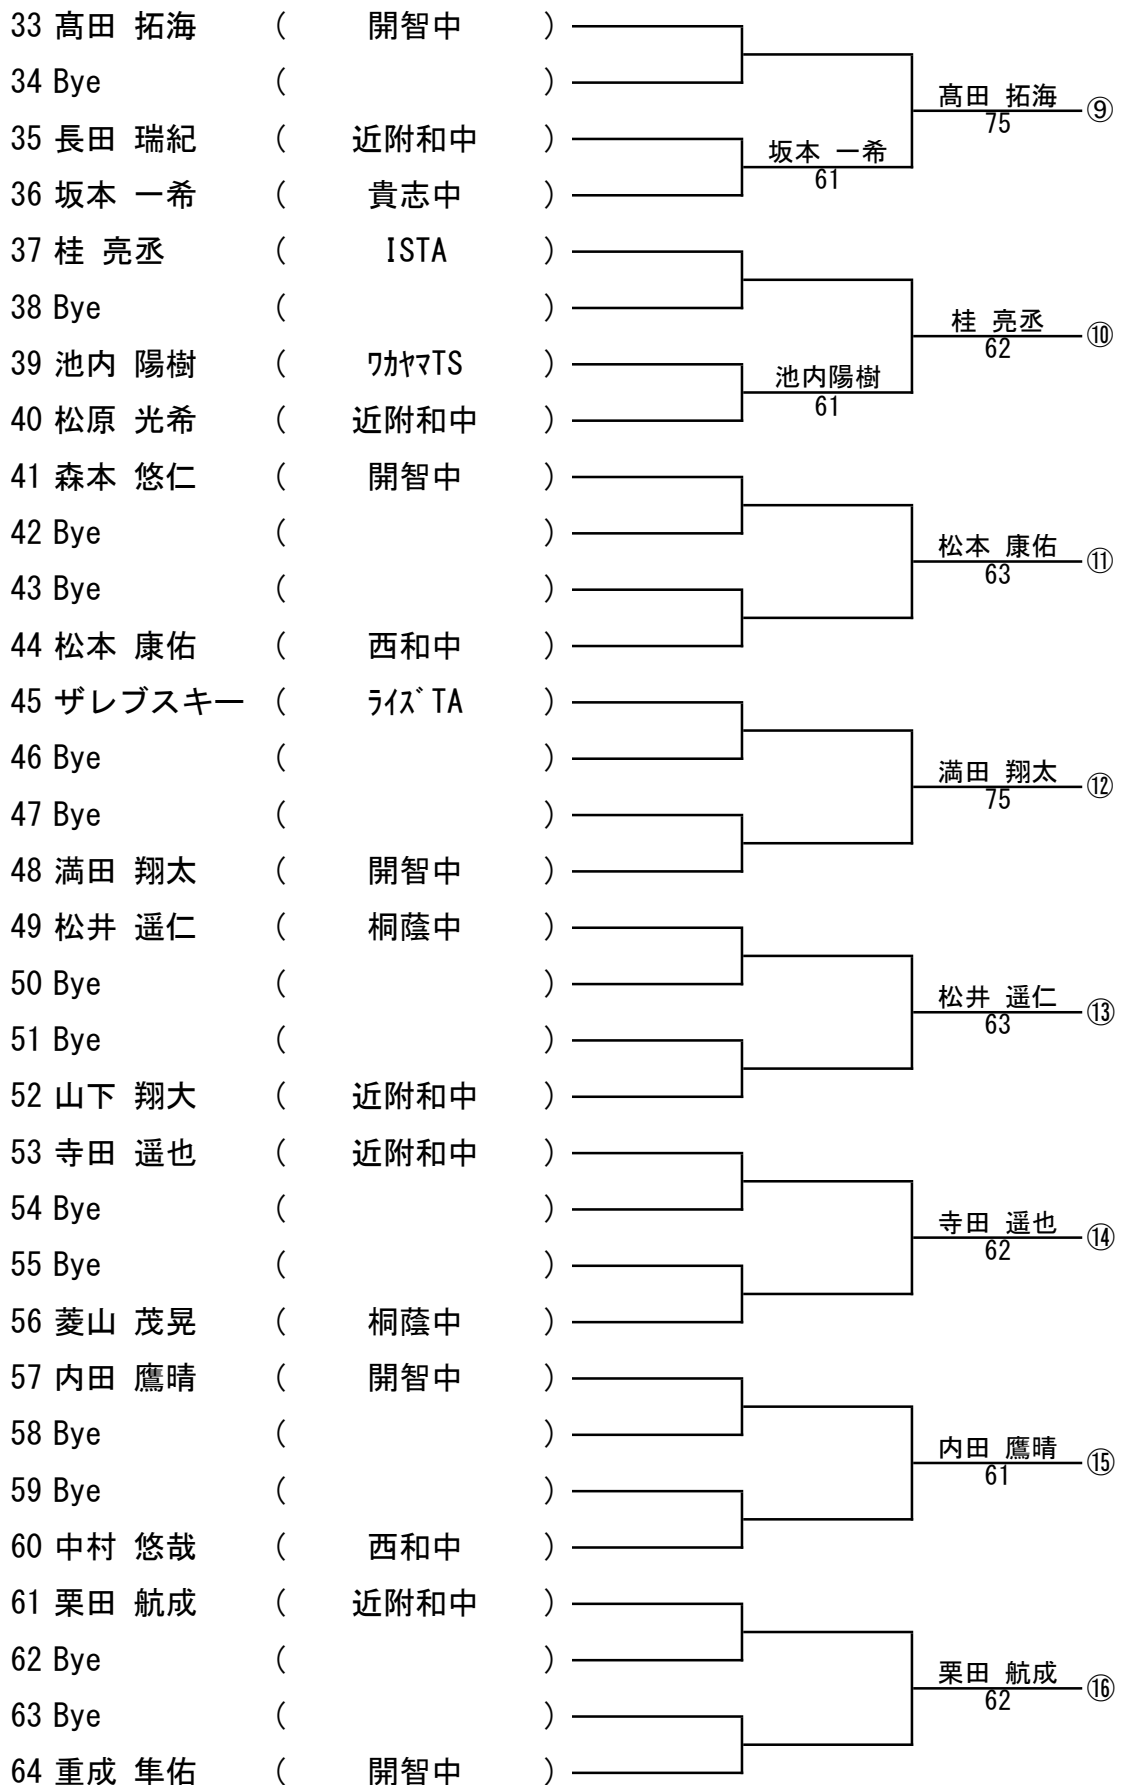 33 髙田 拓海 ( 開智中 )
34 Bye ( )
髙田 拓海 ⑨
75
35 長田 瑞紀 ( 近附和中 )
坂本 一希
61
36 坂本 一希 ( 貴志中 )
37 桂 亮丞 ( ISTA )
38 Bye ( )
桂 亮丞 ⑩
62
39 池内 陽樹 ( ﾜｶﾔﾏTS )
池内陽樹
61
40 松原 光希 ( 近附和中 )
41 森本 悠仁 ( 開智中 )
42 Bye ( )
松本 康佑 ⑪
63
43 Bye ( )
44 松本 康佑 ( 西和中 )
45 ザレブスキー ( ﾗｲｽﾞTA )
46 Bye ( )
満田 翔太 ⑫
75
47 Bye ( )
48 満田 翔太 ( 開智中 )
49 松井 遥仁 ( 桐蔭中 )
50 Bye ( )
松井 遥仁 ⑬
63
51 Bye ( )
52 山下 翔大 ( 近附和中 )
53 寺田 遥也 ( 近附和中 )
54 Bye ( )
寺田 遥也 ⑭
62
55 Bye ( )
56 菱山 茂晃 ( 桐蔭中 )
57 内田 鷹晴 ( 開智中 )
58 Bye ( )
内田 鷹晴 ⑮
61
59 Bye ( )
60 中村 悠哉 ( 西和中 )
61 栗田 航成 ( 近附和中 )
62 Bye ( )
栗田 航成 ⑯
62
63 Bye ( )
64 重成 隼佑 ( 開智中 )